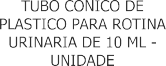 TUBO CONICO DE
PLASTICO PARA ROTINA
URINARIA DE 10 ML -
UNIDADE